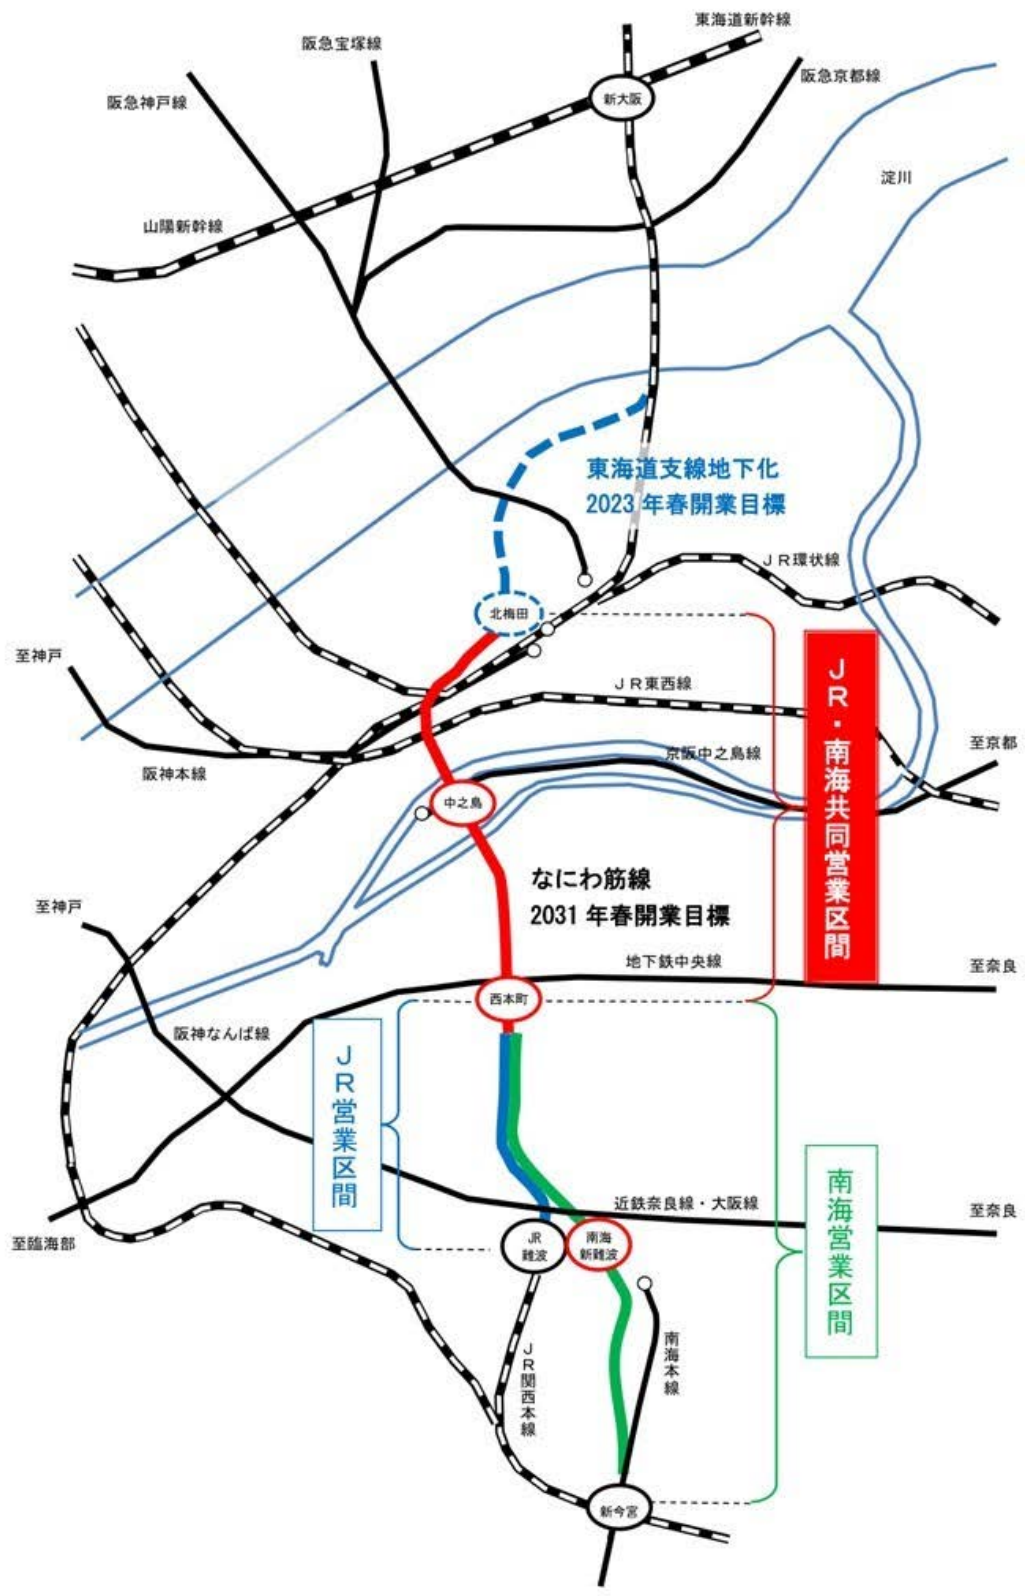 東海道新幹線
阪急宝塚線
阪急京都線
阪急神戸線
新大阪
淀川
山陽新幹線
東海道支線地下化
2023 年春開業目標
JR環状線
北梅田
至神戸
JR東西線
JR・南海共同営業区間
至京都
京阪中之島線
阪神本線
中之島
なにわ筋線
2031 年春開業目標
至神戸
地下鉄中央線
至奈良
西本町
阪神なんば線
JR営業区間
近鉄奈良線・大阪線
至奈良
至臨海部
JR
難波
南海
新難波
南海営業区間
JR関西本線
南海本線
新今宮